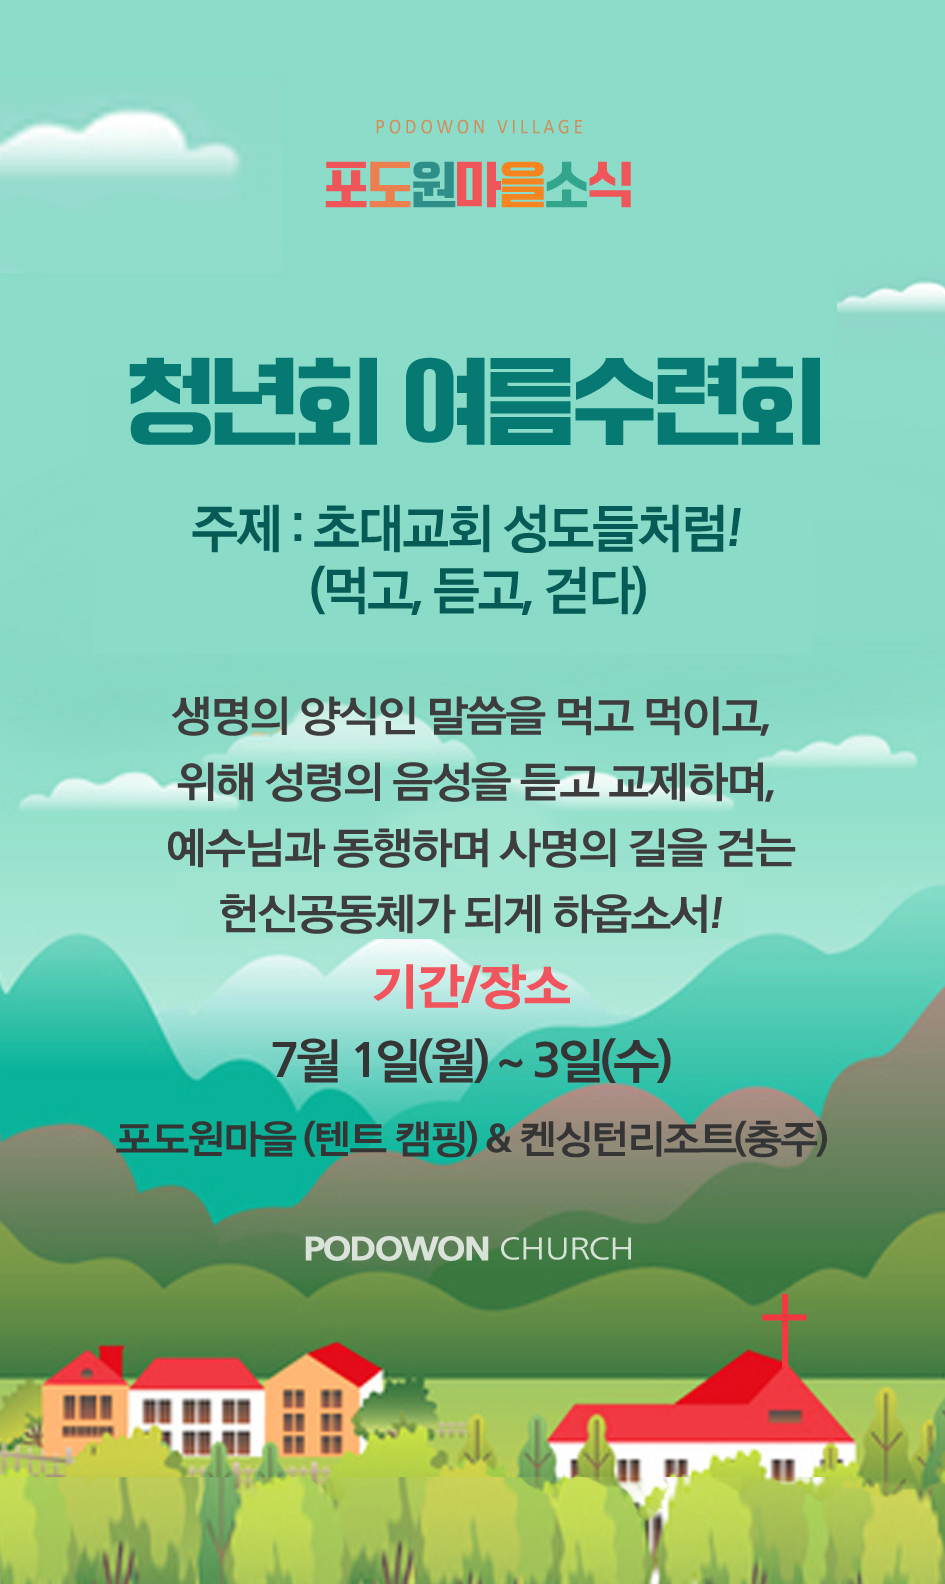 PODOWON VILLAGE
포도원마을소식
청년회 여름수련회
주제 : 초대교회 성도들처럼!
(먹고, 듣고, 걷다)
생명의 양식인 말씀을 먹고 먹이고,
위해 성령의 음성을 듣고 교제하며,
예수님과 동행하며 사명의 길을 걷는
헌신공동체가 되게 하옵소서!
기간/장소
7월 1일(월) ~ 3일(수)
포도원마을 (텐트 캠핑) & 켄싱턴리조트(충주)
PODOWON CHURCH